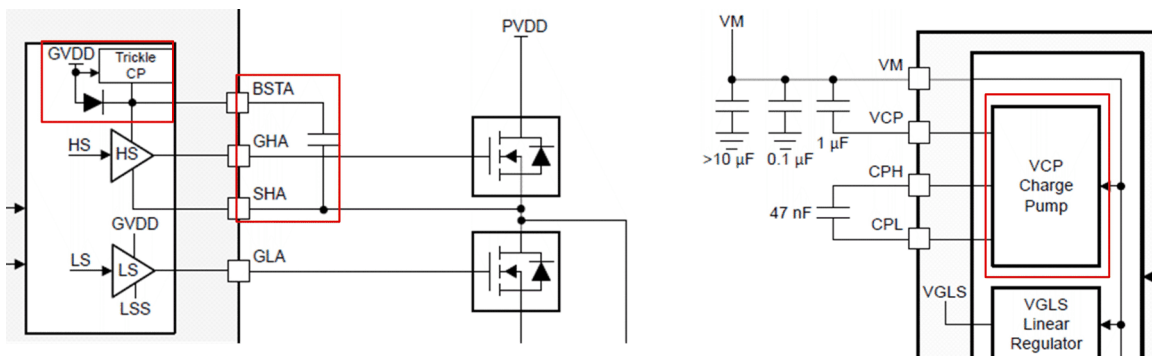 PVDD
GVDD
Trickle
CP
BSTA
HS
HS
GHA
SHA
GVDD
LS
LS
GLA
LSS
VM
VM
VCP
>10 µF
0.1 µF
1 µF
CPH
47 nF
CPL
VCP
Charge
Pump
VGLS
VGLS
Linear
Regulator